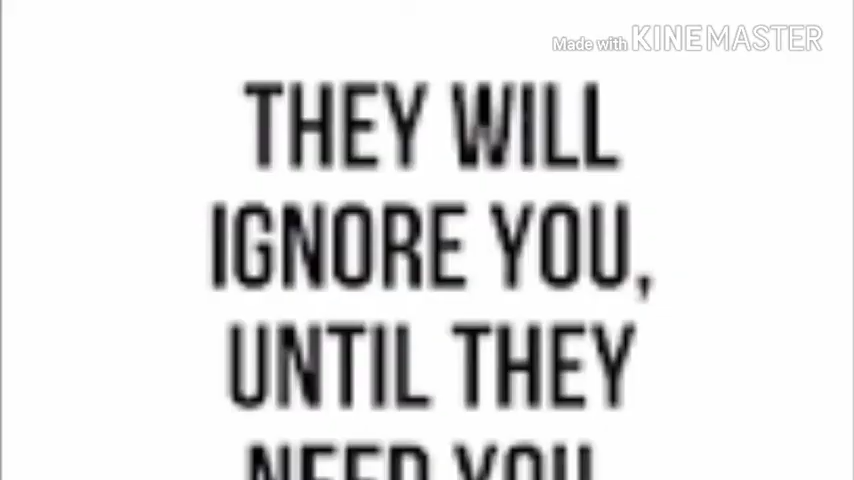 Made with KINEMASTER
THEY WILL
IGNORE YOU,
UNTIL THEY
NEED YOU